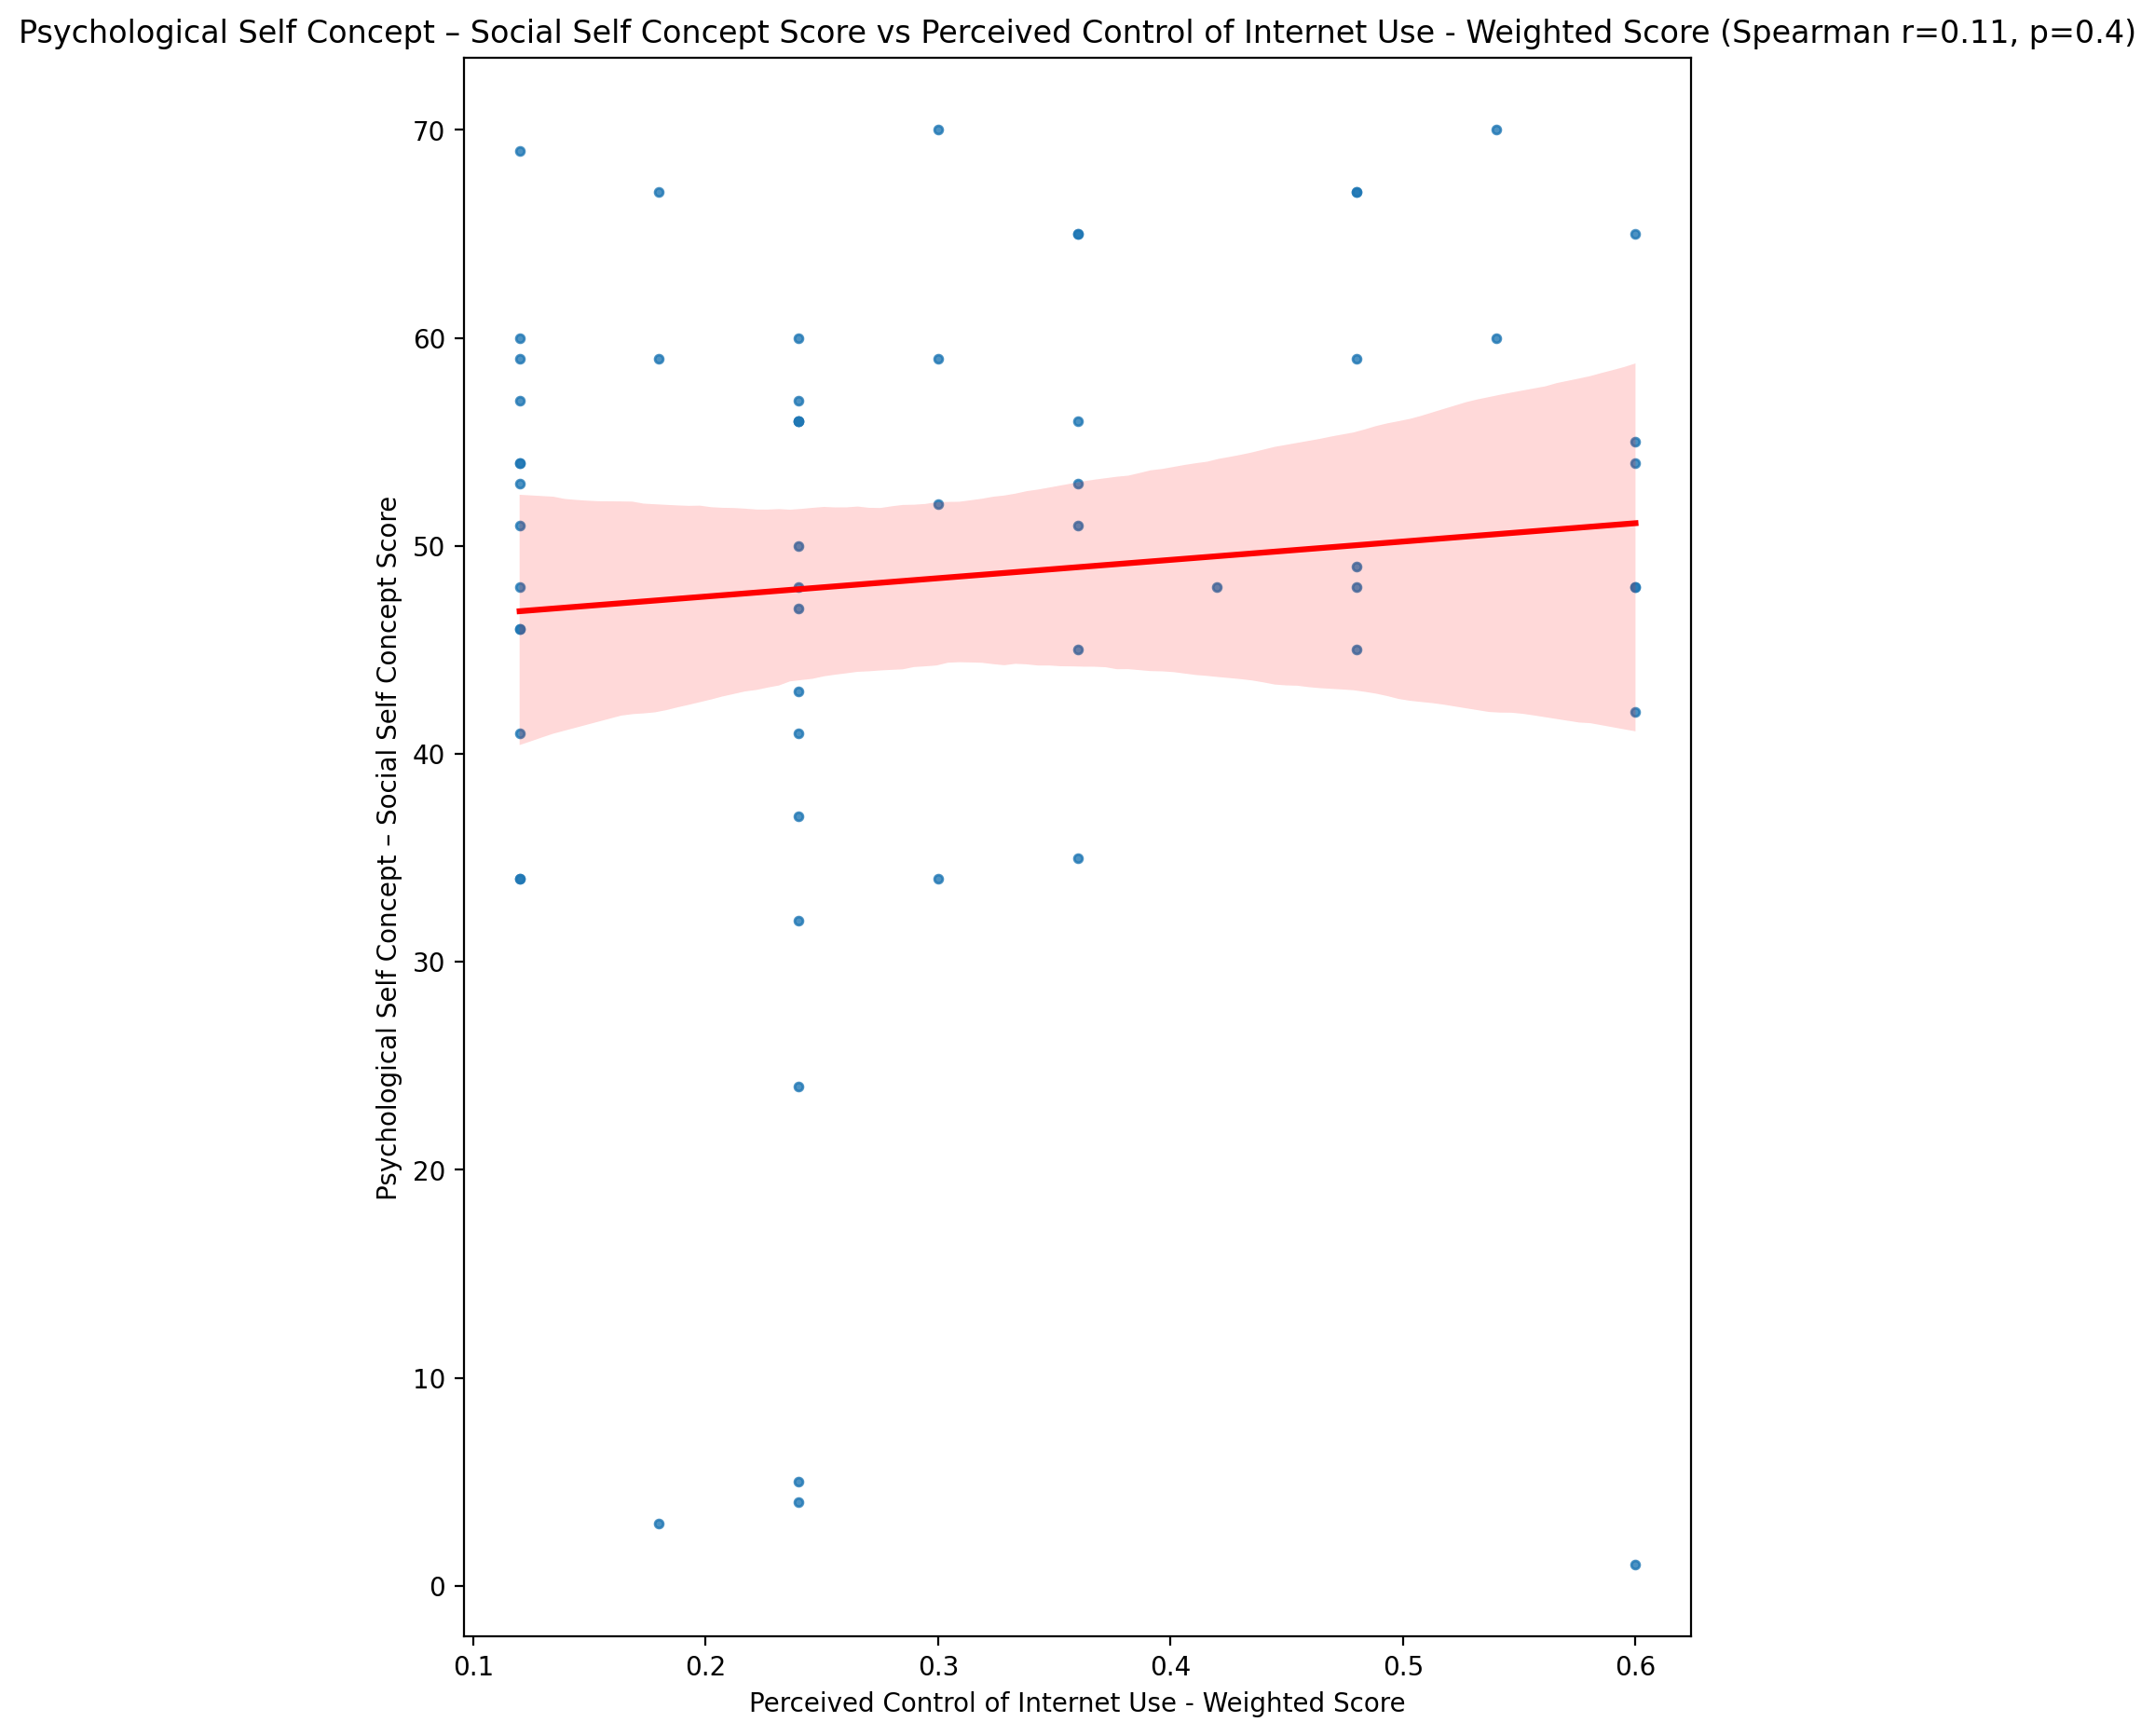 Psychological Self Concept – Social Self Concept Score vs Perceived Control of Internet Use - Weighted Score (Spearman r=0.11, p=0.4)
Psychological Self Concept – Social Self Concept Score
70
60
50
40
30
20
10
0
0.1 0.2 0.3 0.4 0.5 0.6
Perceived Control of Internet Use - Weighted Score